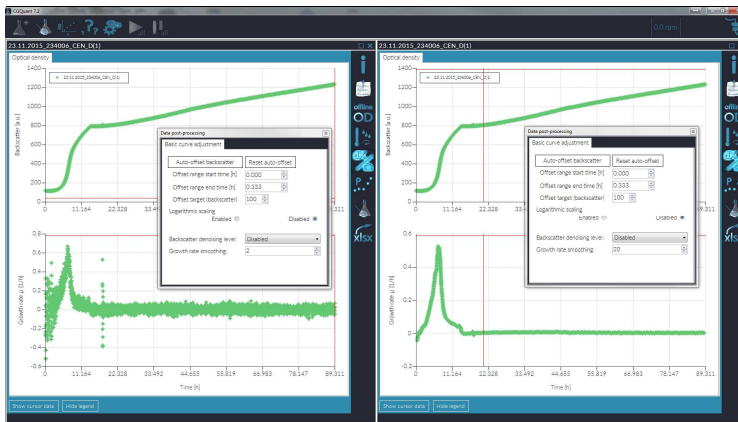 CGQuant 7.2
0.0 rpm
23.11.2015_234006_CEN_D(1)
Optical density
1400
1200
1000
800
600
400
200
0
Backscatter [a.u.]
23.11.2015_234006_CEN_D(1)
0 11.164 22.328 33.4 9.311
Data post-processing
Basic curve adjustment
Auto-offset backscatter Reset auto-offset
Offset range start time [h] 0.000
Offset range end time [h] 0.333
Offset target (backscatter) 100
Logarithmic scaling
Enabled Disabled
Backscatter denoising level: Disabled
Growth rate smoothing: 2
0.8
0.6
0.4
0.2
0
-0.2
-0.4
-0.6
Growth rate µ [1/h]
0 11.164 22.328 33.492 44.655 55.819 66.983 78.147 89.311
Time [h]
Show cursor data Hide legend
offline
OD
P
xlsx
23.11.2015_234006_CEN_D(1)
Optical density
1400
1200
1000
800
600
400
200
0
Backscatter [a.u.]
23.11.2015_234006_CEN_D(1)
0 11.164 22.328 33.49 89.311
Data post-processing
Basic curve adjustment
Auto-offset backscatter Reset auto-offset
Offset range start time [h] 0.000
Offset range end time [h] 0.333
Offset target (backscatter) 100
Logarithmic scaling
Enabled Disabled
Backscatter denoising level: Disabled
Growth rate smoothing: 20
0.6
0.4
0.2
0
-0.2
Growth rate µ [1/h]
0 11.164 22.328 33.492 44.655 55.819 66.983 78.147 89.311
Time [h]
Show cursor data Hide legend
offline
OD
P
xlsx